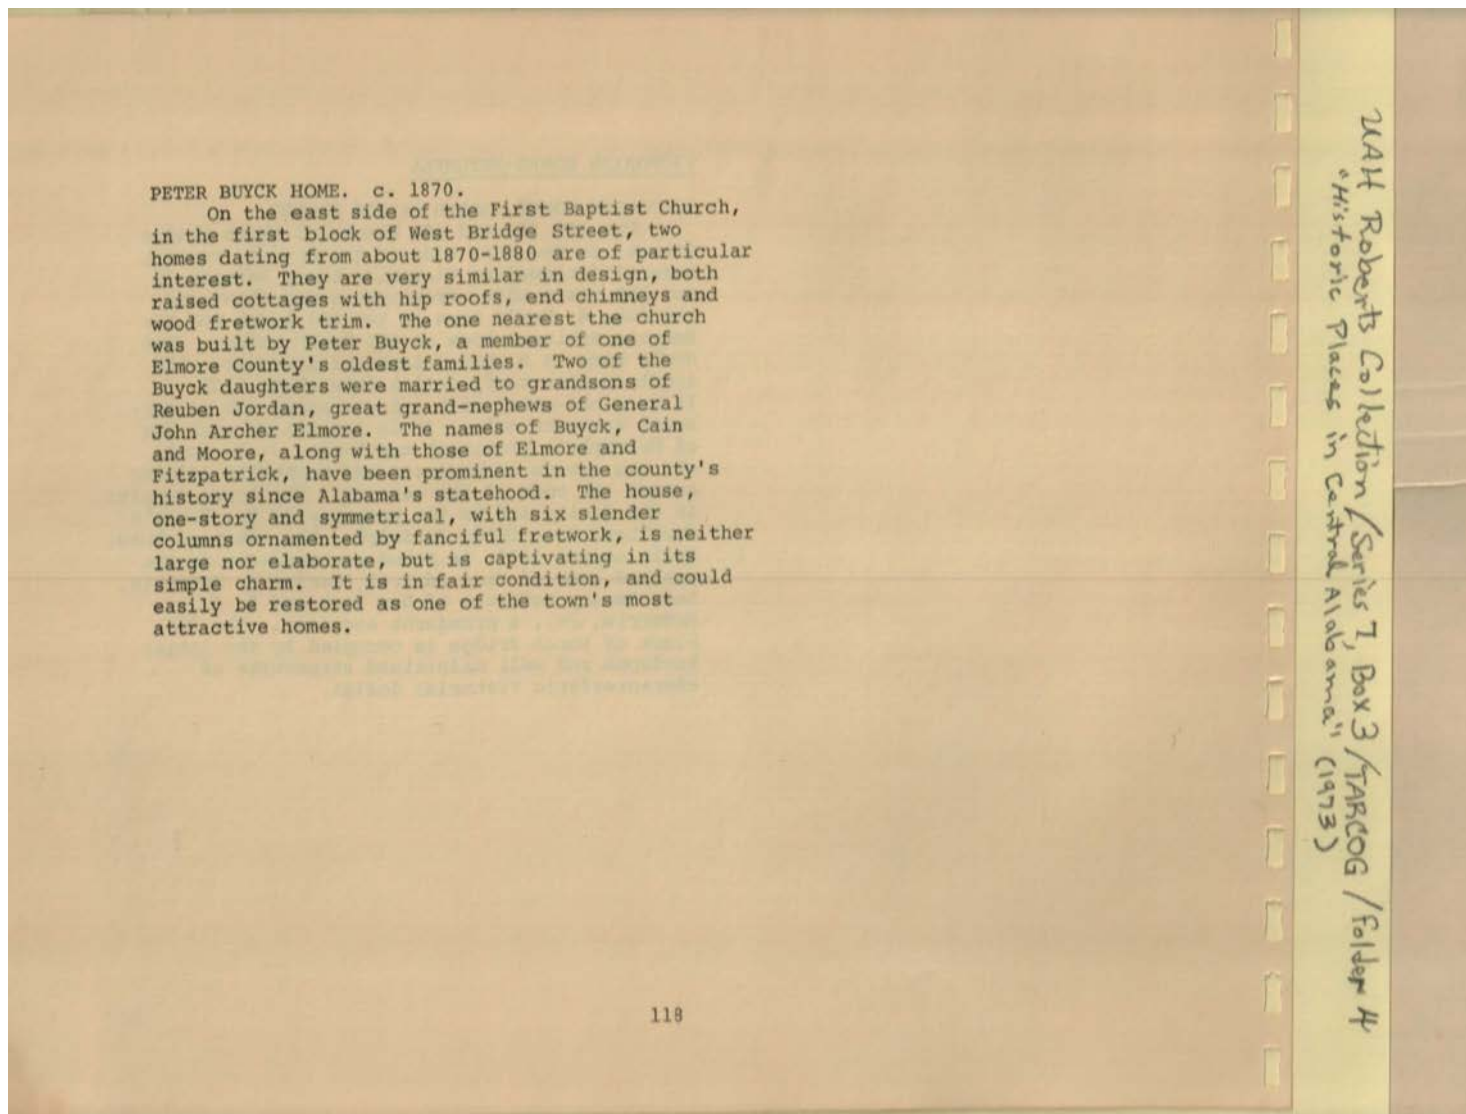 PETER BUYCK HOME. c. 1870.
On the east side of the First Baptist Church,
in the first block of West Bridge Street, two
homes dating from about 1870-1880 are of particular
interest. They are very similar in design, both
raised cottages with hip roofs, end chimneys and
wood fretwork trim. The one nearest the church
was built by Peter Buyck, a member of one of
Elmore County's oldest families. Two of the
Buyck daughters were married to grandsons of
Reuben Jordan, great grand-nephews of General
John Archer Elmore. The names of Buyck, Cain
and Moore, along with those of Elmore and
Fitzpatrick, have been prominent in the county's
history since Alabama's statehood. The house,
one-story and symmetrical, with six slender
columns ornamented by fanciful fretwork, is neither
large nor elaborate, but is captivating in its
simple charm. It is in fair condition, and could
easily be restored as one of the town's most
attractive homes.
118
UAH Roberts Collection/Series 7, Box 3/TARCOG/folder 4
"Historic Places in Central Alabama" (1973)